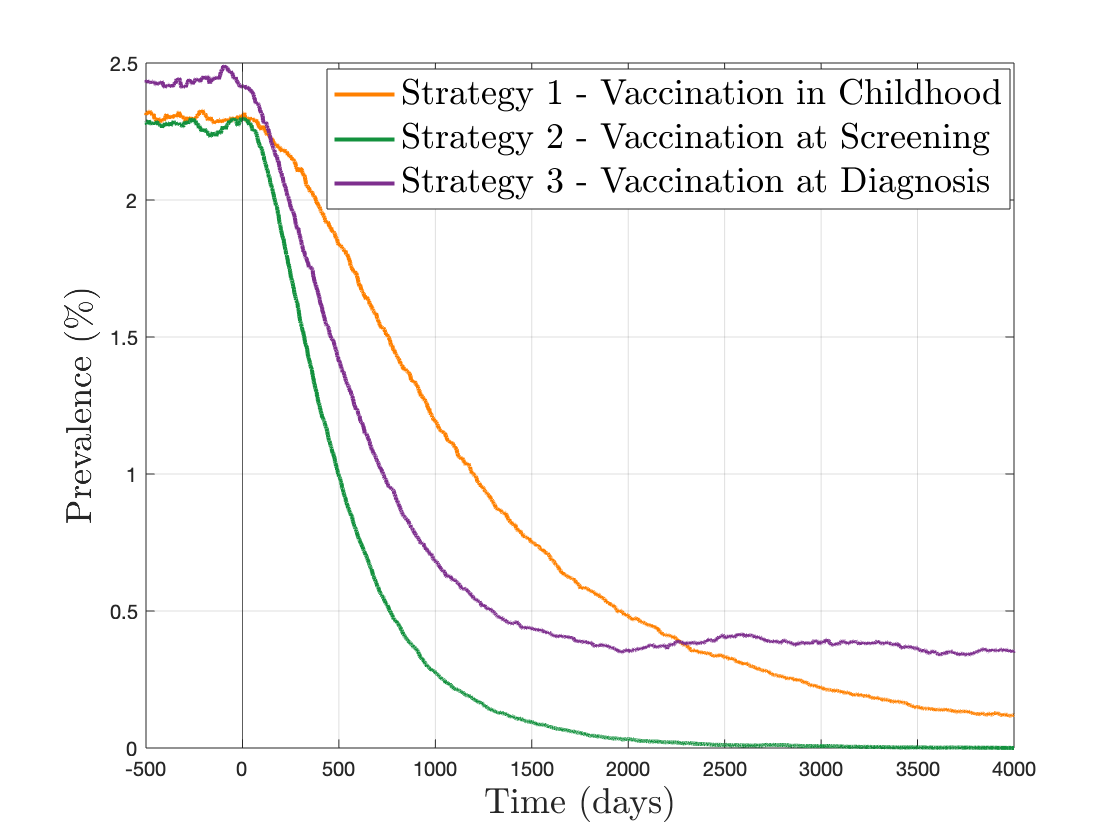 2.5
2
1.5
1
0.5
0
Prevalence (%)
Strategy 1 - Vaccination in Childhood
Strategy 2 - Vaccination at Screening
Strategy 3 - Vaccination at Diagnosis
-500 0 500 1000 1500 2000 2500 3000 3500 4000
Time (days)